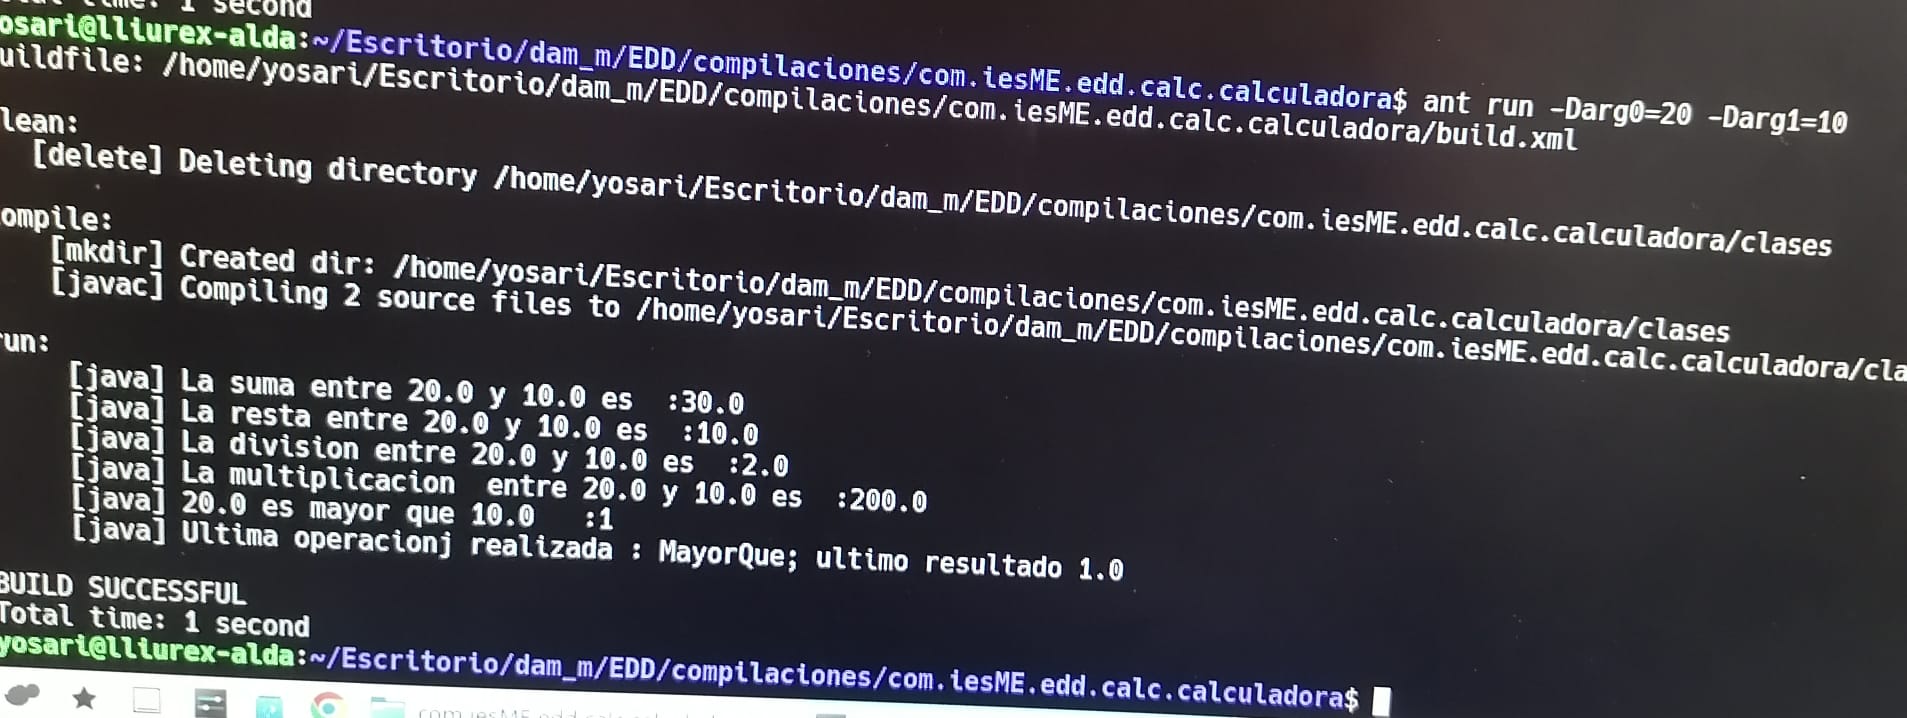 time: 1 second
osari@lliurex-alda:~/Escritorio/dam_m/EDD/compilaciones/com.iesME.edd.calc.calculadora$ ant run -Darg0=20 -Darg1=10
uildfile: /home/yosari/Escritorio/dam_m/EDD/compilaciones/com.iesME.edd.calc.calculadora/build.xml
lean:
[delete] Deleting directory /home/yosari/Escritorio/dam_m/EDD/compilaciones/com.iesME.edd.calc.calculadora/clases
ompile:
[mkdir] Created dir: /home/yosari/Escritorio/dam_m/EDD/compilaciones/com.iesME.edd.calc.calculadora/clases
[javac] Compiling 2 source files to /home/yosari/Escritorio/dam_m/EDD/compilaciones/com.iesME.edd.calc.calculadora/cla
run:
[java] La suma entre 20.0 y 10.0 es  :30.0
[java] La resta entre 20.0 y 10.0 es  :10.0
[java] La division entre 20.0 y 10.0 es  :2.0
[java] La multiplicacion  entre 20.0 y 10.0 es  :200.0
[java] 20.0 es mayor que 10.0   :1
[java] Ultima operacionj realizada : MayorQue; ultimo resultado 1.0
BUILD SUCCESSFUL
Total time: 1 second
yosari@lliurex-alda:~/Escritorio/dam_m/EDD/compilaciones/com.iesME.edd.calc.calculadora$